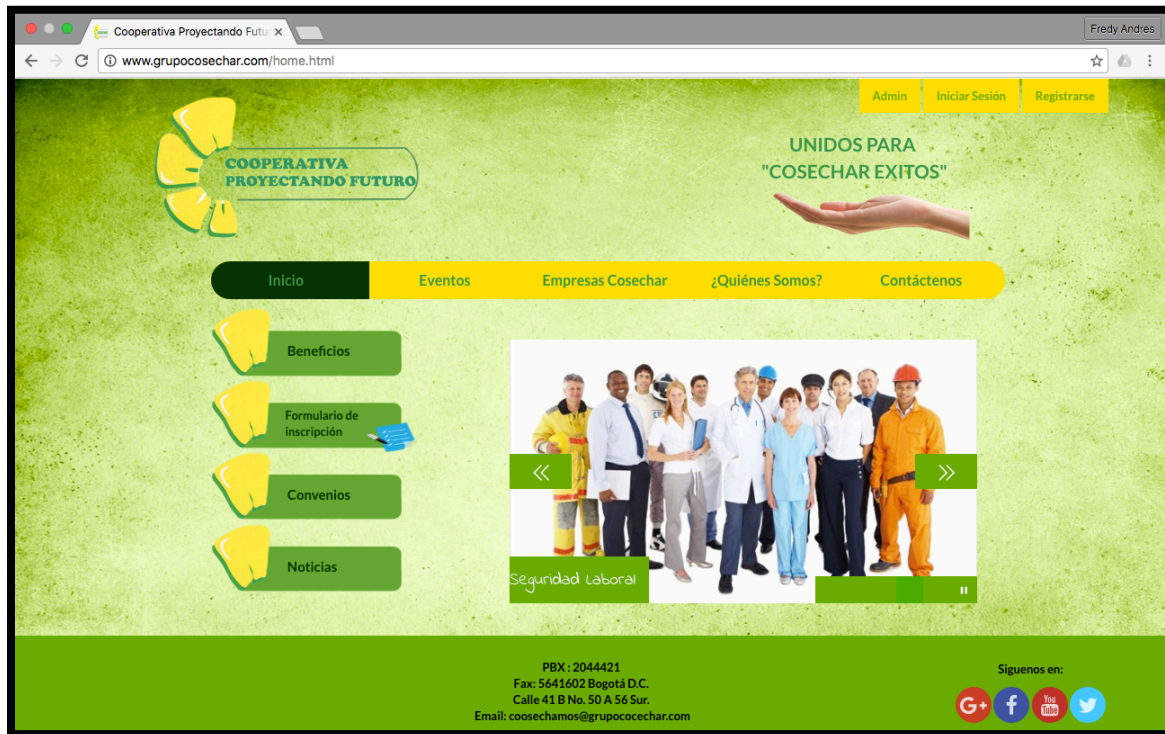 Cooperativa Proyectando Futu
Fredy Andres
www.grupocosechar.com/home.html
Admin
Iniciar Sesión
Registrarse
COOPERATIVA
PROYECTANDO FUTURO
UNIDOS PARA
"COSECHAR EXITOS"
Inicio
Eventos
Empresas Cosechar
¿Quiénes Somos?
Contáctenos
Beneficios
Formulario de
inscripción
Convenios
Noticias
Seguridad Laboral
PBX : 2044421
Fax: 5641602 Bogotá D.C.
Calle 41 B No. 50 A 56 Sur.
Email: coosechamos@grupococechar.com
Siguenos en:
G+
f
You
Tube